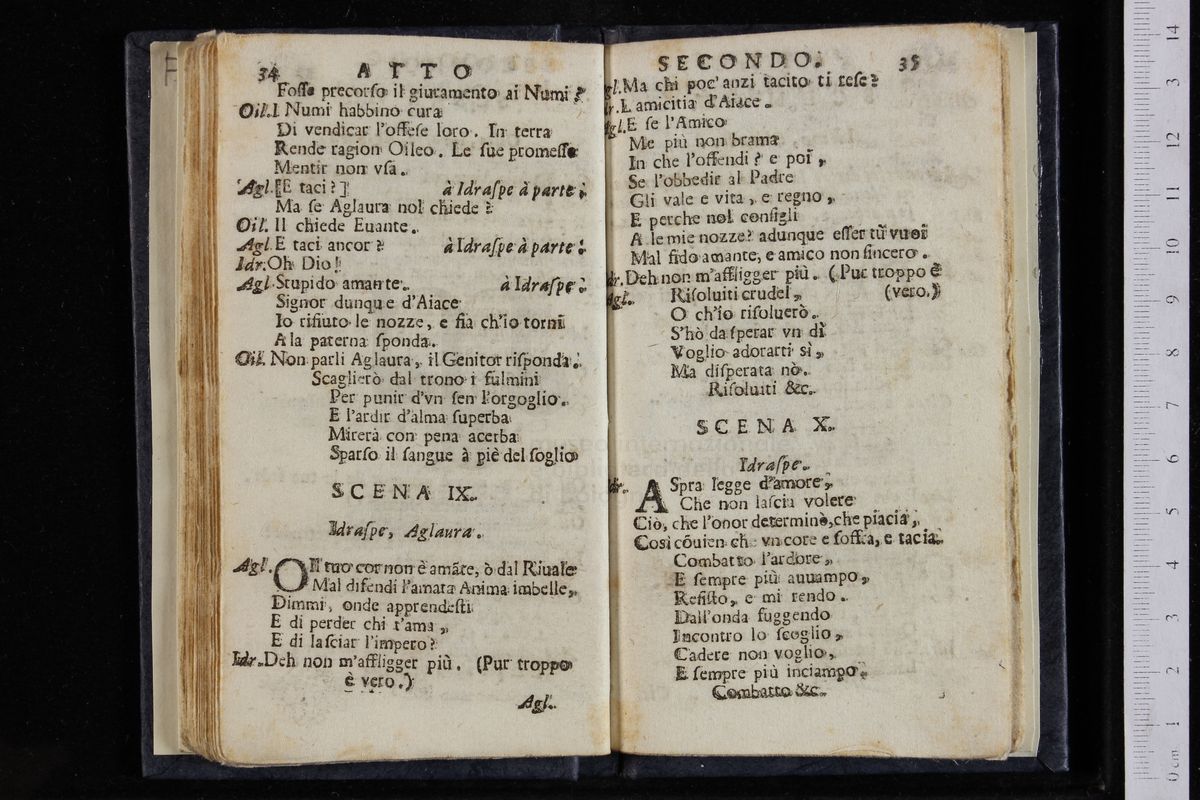 34 ATTO
Fosse precorso il giuramento ai Numi?
Oil. I Numi habbino cura
Di vendicar l'offese loro. In terra
Rende ragion Oileo. Le sue promesse
Mentir non vsa.
Agl. [E taci?] à Idraspe à parte.
Ma se Aglaura nol chiede?
Oil. Il chiede Euante.
Agl. E taci ancor? à Idraspe à parte.
Idr. Oh Dio!
Agl. Stupido amante. à Idraspe.
Signor dunque d'Aiace
Io rifiuto le nozze, e fia ch'io torni
A la paterna sponda.
Oil. Non parli Aglaura, il Genitor risponda.
Scaglierò dal trono i fulmini
Per punir d'vn sen l'orgoglio.
E l'ardir d'alma superba
Mirerà con pena acerba
Sparso il sangue à piè del soglio
SCENA IX.
Idraspe, Aglaura.
Agl. O Il tuo cor non è amãte, ò dal Riuale
Mal difendi l'amata Anima imbelle,
Dimmi, onde apprendesti
E di perder chi t'ama,
E di lasciar l'impero?
Idr. Deh non m'affligger più. (Pur troppo
è vero.)
Agl.
SECONDO. 35
gl. Ma chi poc'anzi tacito ti rese?
dr. L amicitia d'Aiace.
Agl. E se l'Amico
Me più non brama
In che l'offendi? e poi,
Se l'obbedir al Padre
Gli vale e vita, e regno,
E perche nol consigli
A le mie nozze? adunque esser tù vuoi
Mal fido amante, e amico non sincero.
dr. Deh non m'affligger più. (Pur troppo è
Agl. Risoluiti crudel, (vero.)
O ch'io risoluerò.
S'hò da sperar vn dì
Voglio adorarti sì,
Ma disperata nò.
Risoluiti &c.
SCENA X.
Idraspe.
dr. ASpra legge d'amore,
Che non lascia volere
Ciò, che l'onor determinò, che piacia,
Così cõuien che vn core e soffra, e tacia.
Combatto l'ardore,
E sempre più auuampo,
Resisto, e mi rendo.
Dall'onda fuggendo
Incontro lo scoglio,
Cadere non voglio,
E sempre più inciampo.
Combatto &c.